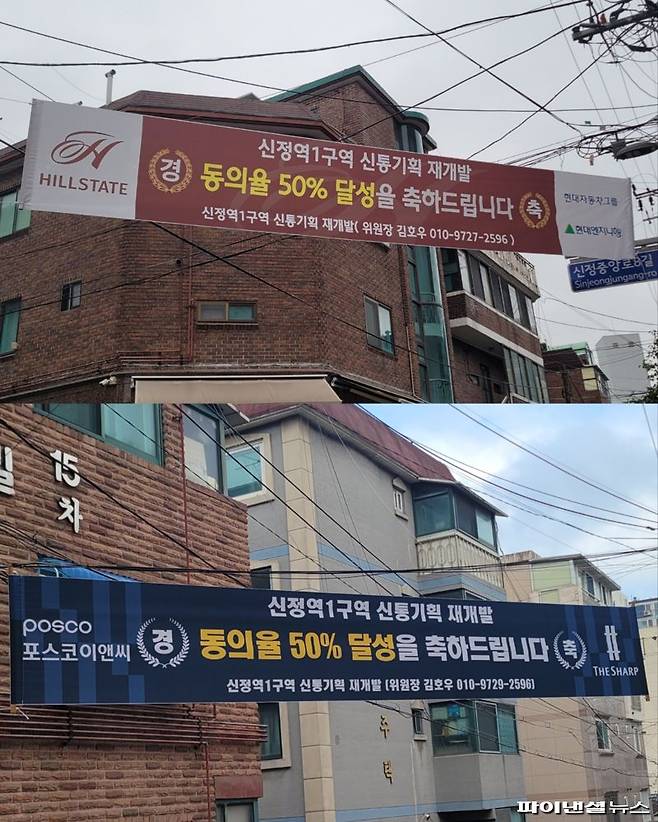 HILLSTATE
경
신정역1구역 신통기획 재개발
동의율 50% 달성을 축하드립니다
신정역1구역 신통기획 재개발( 위원장 김호우 010-9727-2596 )
축
현대자동차그룹
현대엔지니어링
신정중앙로8길
Sinjeongjungang-ro
길
15
차
posco
포스코이앤씨
경
신정역1구역 신통기획 재개발
동의율 50% 달성을 축하드립니다
신정역1구역 신통기획 재개발 (위원장 김호우 010-9729-2596)
축
THE SHARP
주
택
파이낸셜뉴스